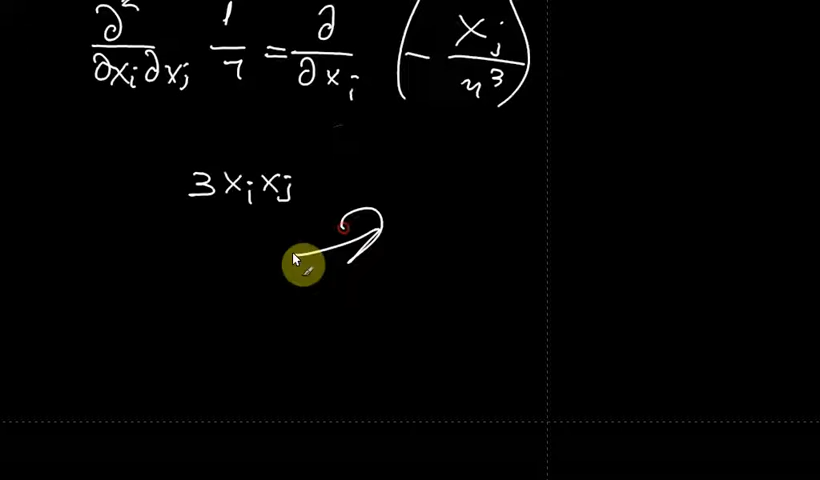 ∂²/∂xᵢ∂xⱼ 1/r = ∂/∂xᵢ (- xⱼ/r³)
3xᵢxⱼ